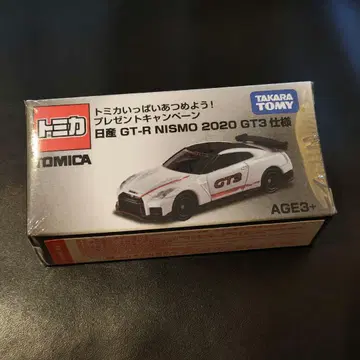 トミカ
TOMICA
トミカいっぱいあつめよう!
プレゼントキャンペーン
日産 GT-R NISMO 2020 GT3 仕様
TAKARA
TOMY
GT3
AGE3+